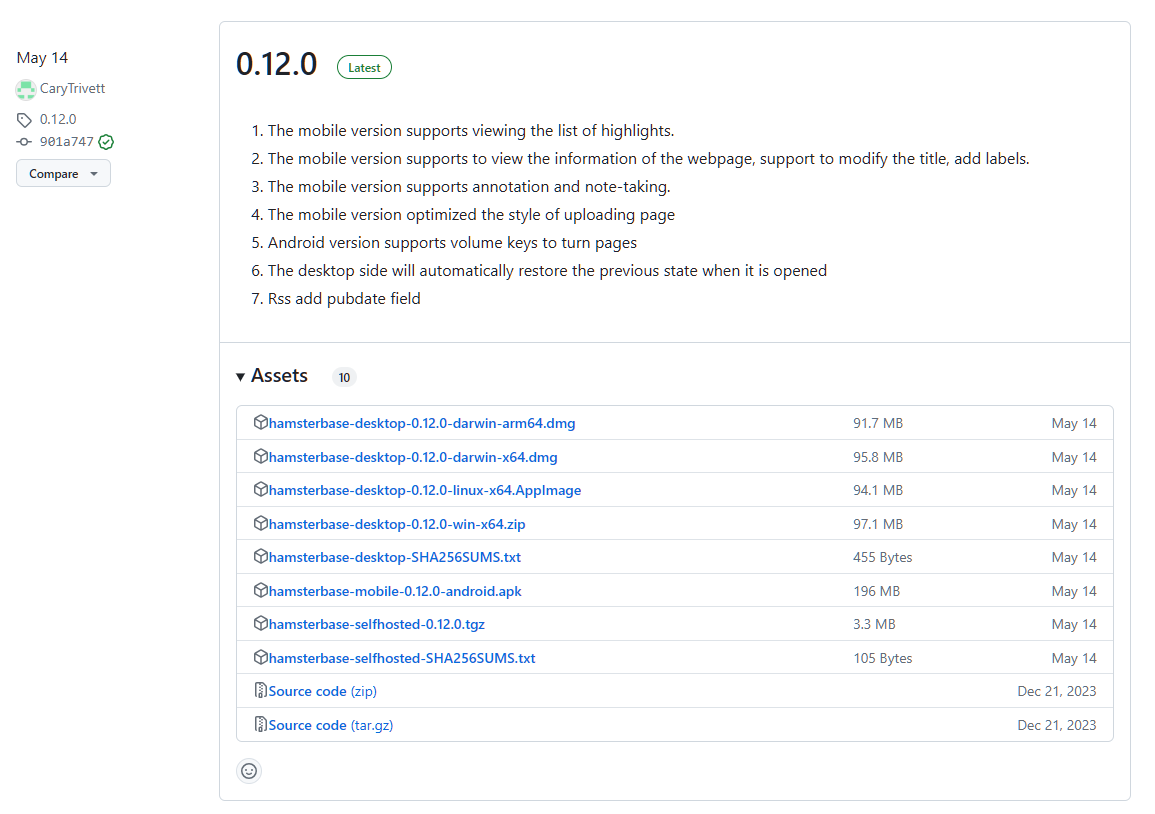 May 14
CaryTrivett
0.12.0
901a747
Compare
0.12.0 Latest
1. The mobile version supports viewing the list of highlights.
2. The mobile version supports to view the information of the webpage, support to modify the title, add labels.
3. The mobile version supports annotation and note-taking.
4. The mobile version optimized the style of uploading page
5. Android version supports volume keys to turn pages
6. The desktop side will automatically restore the previous state when it is opened
7. Rss add pubdate field
Assets 10
hamsterbase-desktop-0.12.0-darwin-arm64.dmg 91.7 MB May 14
hamsterbase-desktop-0.12.0-darwin-x64.dmg 95.8 MB May 14
hamsterbase-desktop-0.12.0-linux-x64.AppImage 94.1 MB May 14
hamsterbase-desktop-0.12.0-win-x64.zip 97.1 MB May 14
hamsterbase-desktop-SHA256SUMS.txt 455 Bytes May 14
hamsterbase-mobile-0.12.0-android.apk 196 MB May 14
hamsterbase-selfhosted-0.12.0.tgz 3.3 MB May 14
hamsterbase-selfhosted-SHA256SUMS.txt 105 Bytes May 14
Source code (zip) Dec 21, 2023
Source code (tar.gz) Dec 21, 2023